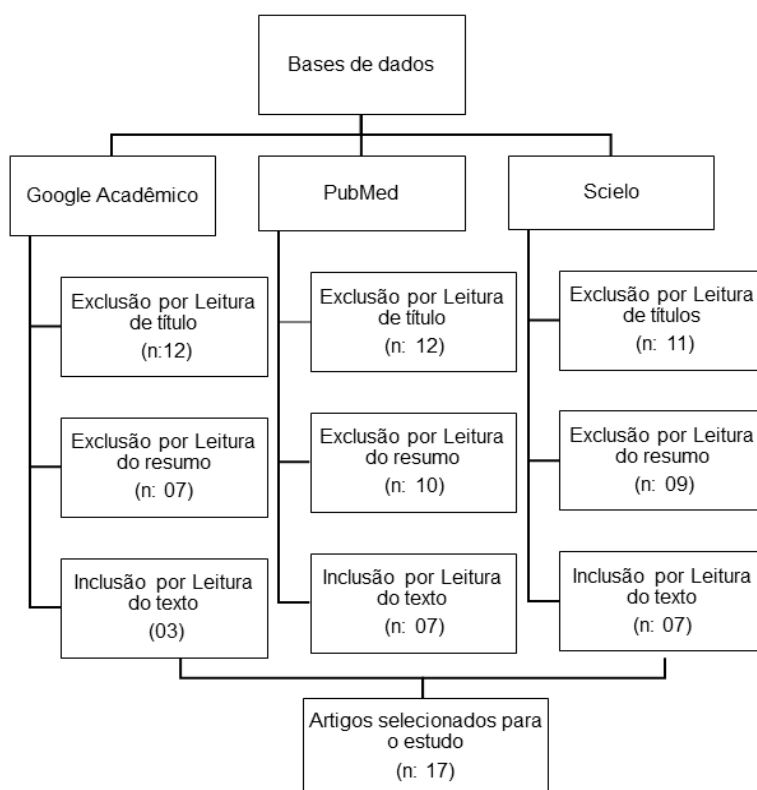 Bases de dados
Google Acadêmico
PubMed
Scielo
Exclusão por Leitura
de título
(n:12)
Exclusão por Leitura
de título
(n: 12)
Exclusão por Leitura
de títulos
(n: 11)
Exclusão por Leitura
do resumo
(n: 07)
Exclusão por Leitura
do resumo
(n: 10)
Exclusão por Leitura
do resumo
(n: 09)
Inclusão por Leitura
do texto
(03)
Inclusão por Leitura
do texto
(n: 07)
Inclusão por Leitura
do texto
(n: 07)
Artigos selecionados para
o estudo
(n: 17)